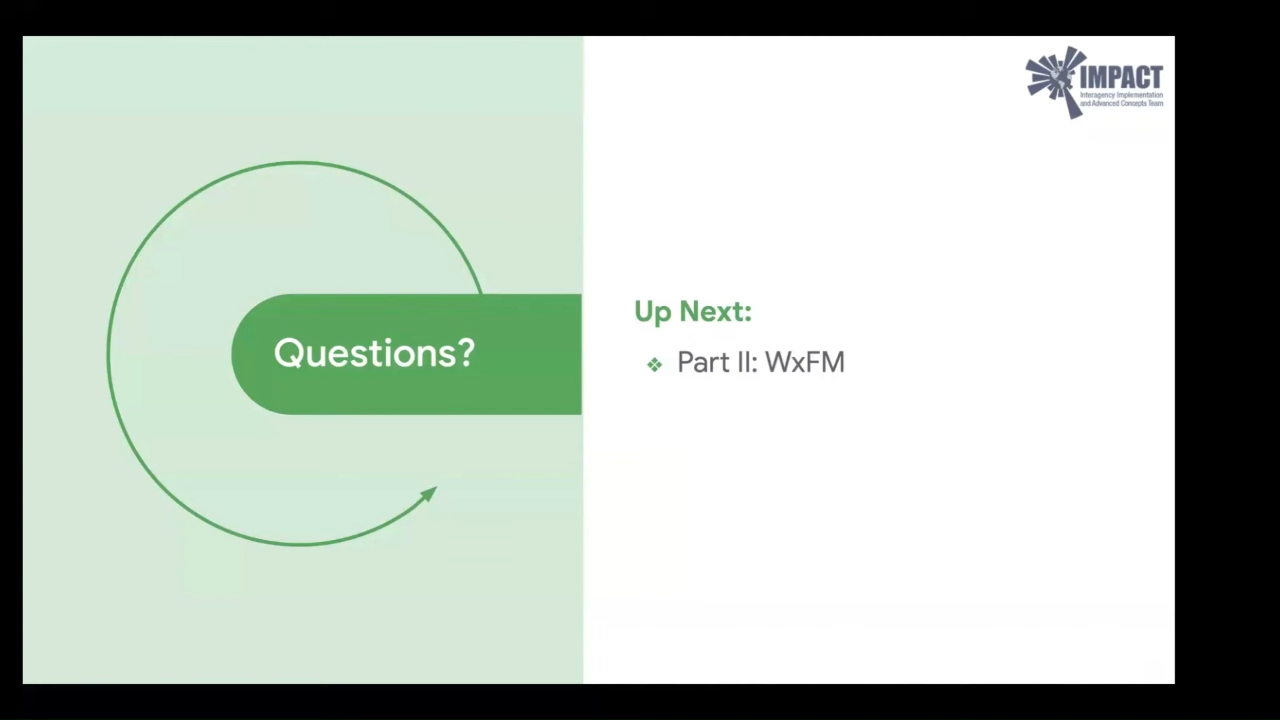 IMPACT
Interagency Implementation
and Advanced Concepts Team
Questions?
Up Next:
❖ Part II: WxFM